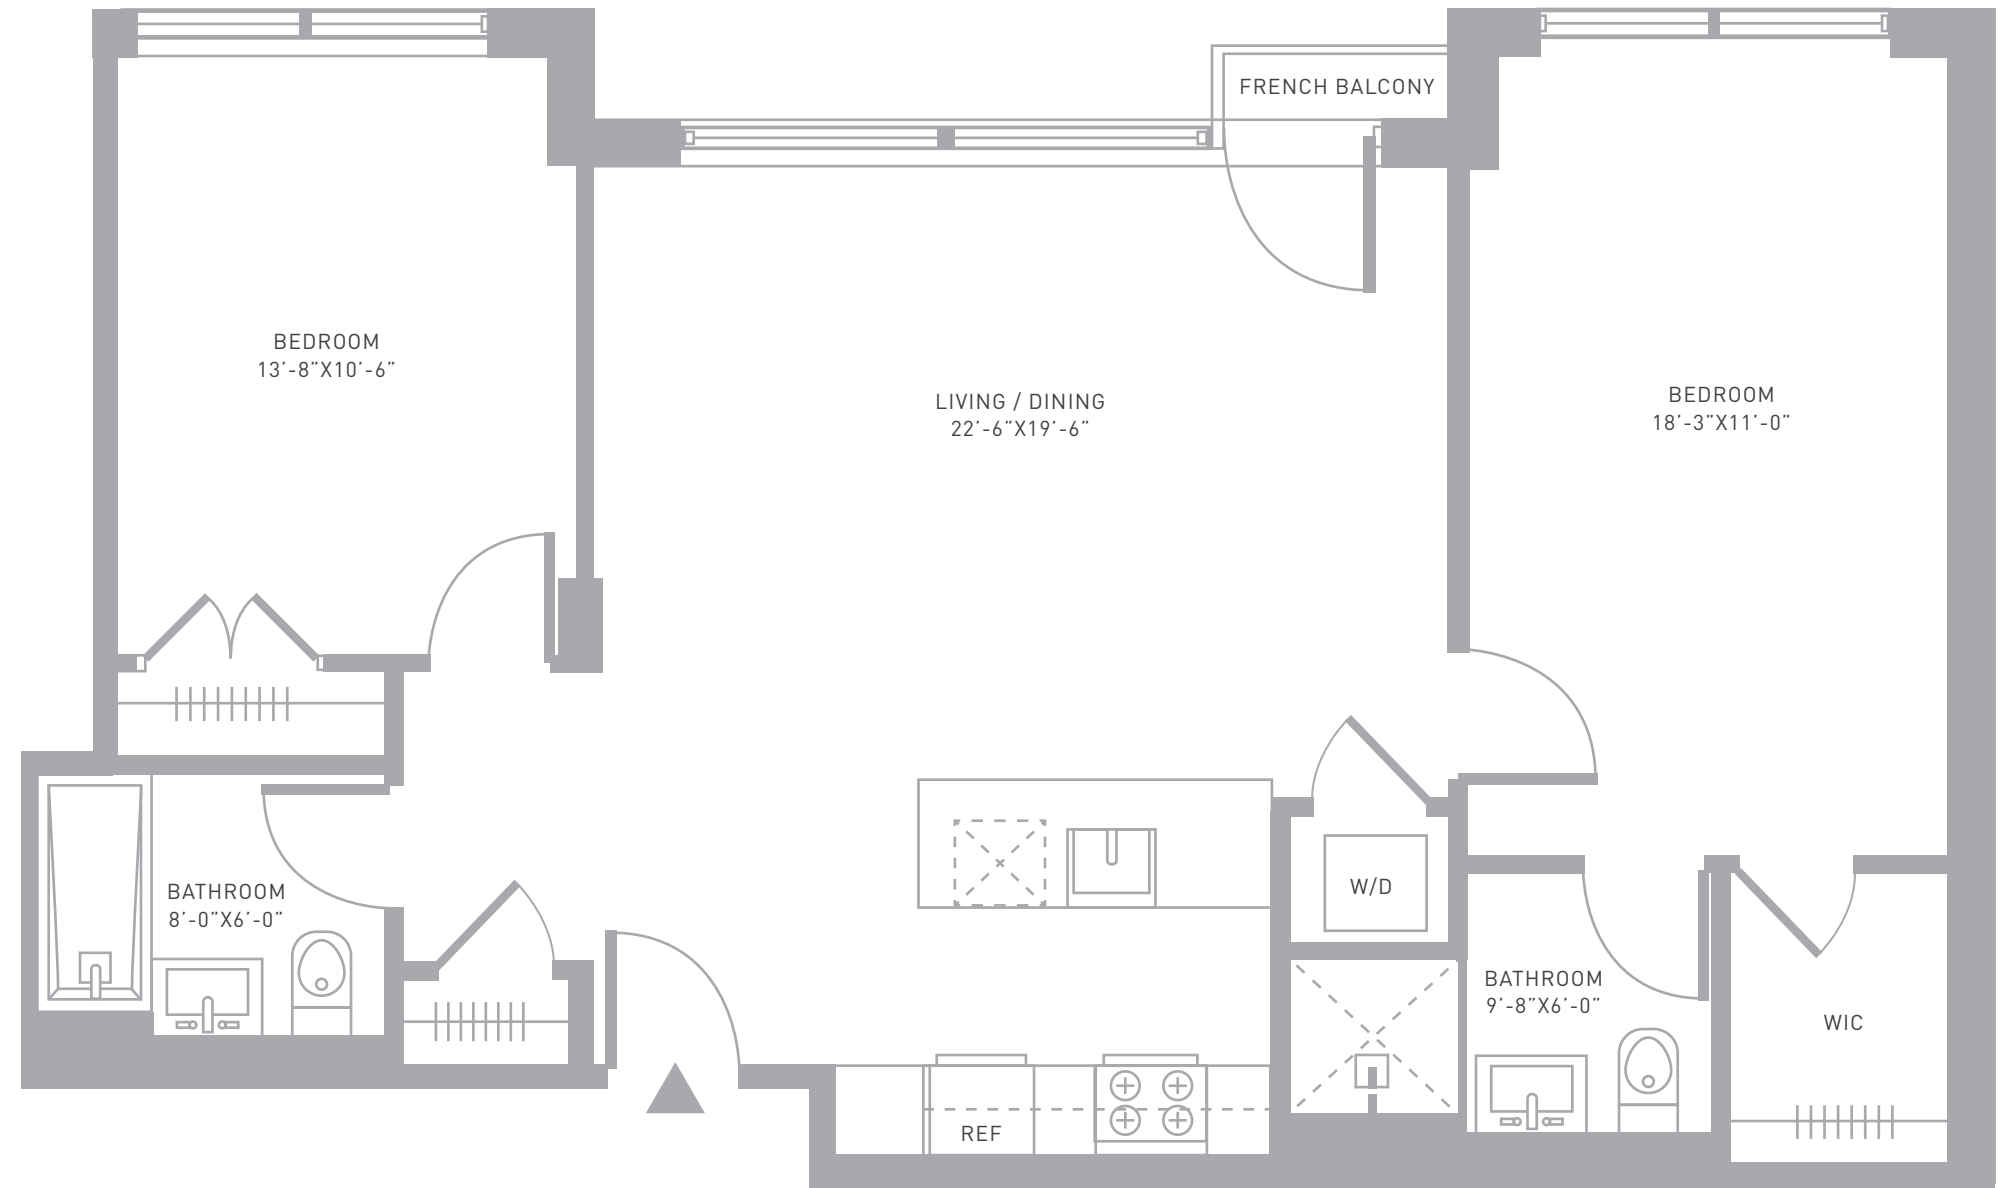 FRENCH BALCONY
BEDROOM
13’-8”X10’-6”
LIVING / DINING
22’-6”X19’-6”
BEDROOM
18’-3”X11’-0”
BATHROOM
8’-0”X6’-0”
W/D
BATHROOM
9’-8”X6’-0”
WIC
REF